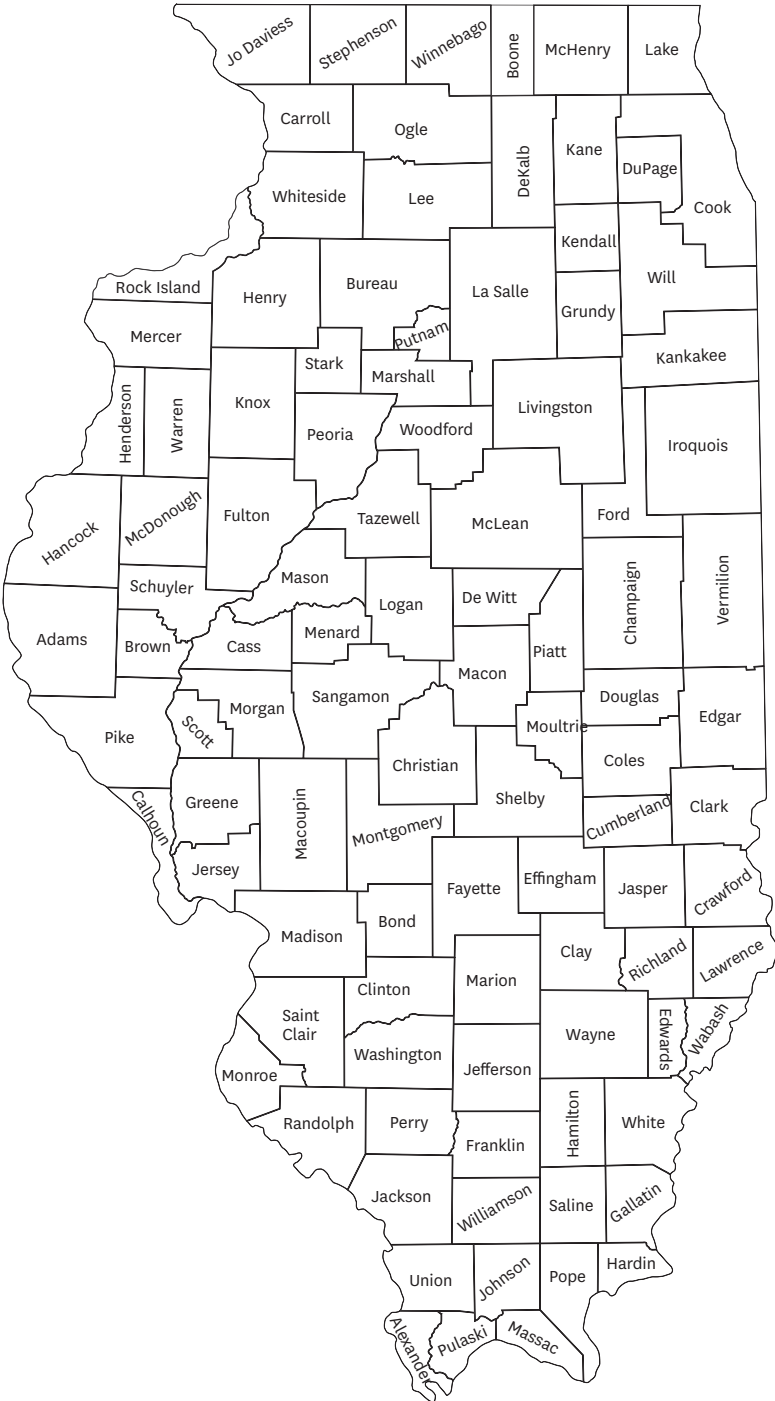 Jo Daviess
Stephenson
Winnebago
Boone
McHenry
Lake
Carroll
Ogle
DeKalb
Kane
DuPage
Cook
Whiteside
Lee
Kendall
Will
Rock Island
Henry
Bureau
La Salle
Grundy
Mercer
Putnam
Kankakee
Stark
Marshall
Henderson
Warren
Knox
Peoria
Woodford
Livingston
Iroquois
Hancock
McDonough
Fulton
Tazewell
McLean
Ford
Schuyler
Mason
Logan
De Witt
Champaign
Vermilion
Adams
Brown
Cass
Menard
Macon
Piatt
Pike
Scott
Morgan
Sangamon
Moultrie
Douglas
Edgar
Christian
Coles
Calhoun
Greene
Macoupin
Montgomery
Shelby
Cumberland
Clark
Jersey
Fayette
Effingham
Jasper
Crawford
Madison
Bond
Clay
Richland
Lawrence
Clinton
Marion
Saint
Clair
Washington
Jefferson
Wayne
Edwards
Wabash
Monroe
Randolph
Perry
Franklin
Hamilton
White
Jackson
Williamson
Saline
Gallatin
Union
Johnson
Pope
Hardin
Alexander
Pulaski
Massac